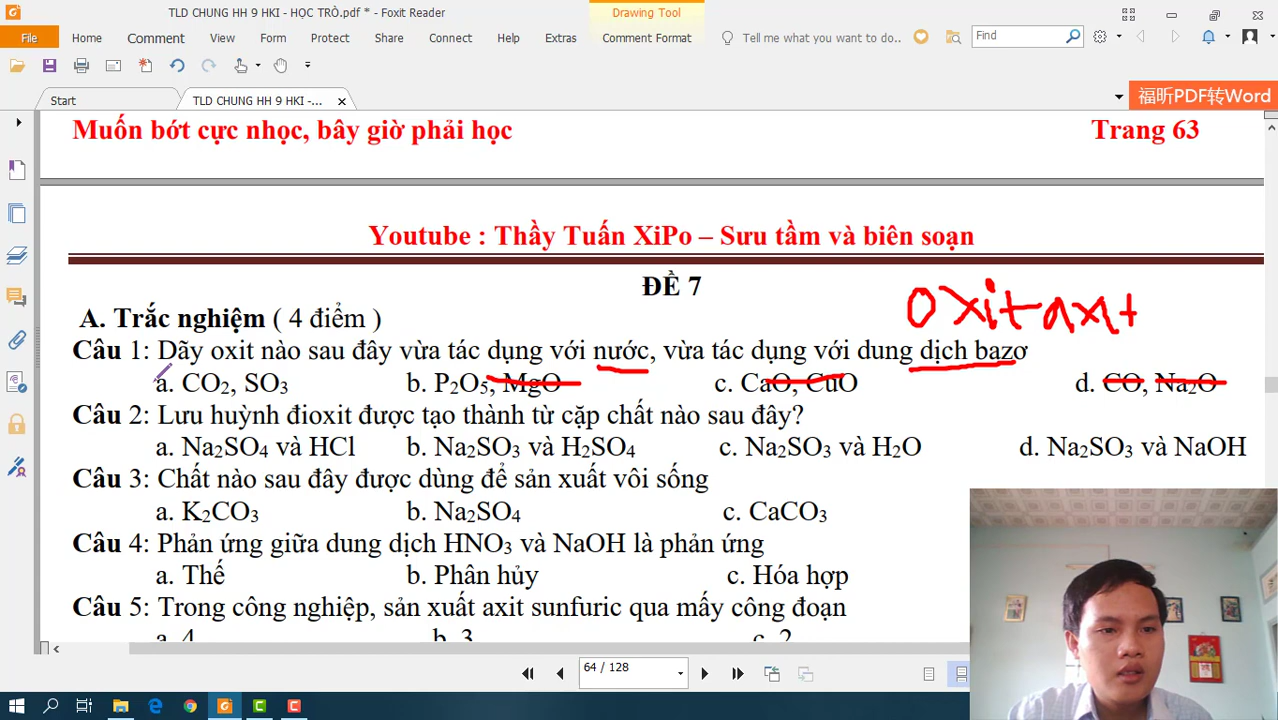 TLD CHUNG HH 9 HKI - HỌC TRÒ.pdf * - Foxit Reader
Drawing Tool
File Home Comment View Form Protect Share Connect Help Extras Comment Format Tell me what you want to do.. Find
Start TLD CHUNG HH 9 HKI -... 福昕PDF转Word
Muốn bớt cực nhọc, bây giờ phải học Trang 63
Youtube : Thầy Tuấn XiPo – Sưu tầm và biên soạn
ĐỀ 7
oxit axit
A. Trắc nghiệm ( 4 điểm )
Câu 1: Dãy oxit nào sau đây vừa tác dụng với nước, vừa tác dụng với dung dịch bazơ
a. CO₂, SO₃ b. P₂O₅, MgO c. CaO, CuO d. CO, Na₂O
Câu 2: Lưu huỳnh đioxit được tạo thành từ cặp chất nào sau đây?
a. Na₂SO₄ và HCl b. Na₂SO₃ và H₂SO₄ c. Na₂SO₃ và H₂O d. Na₂SO₃ và NaOH
Câu 3: Chất nào sau đây được dùng để sản xuất vôi sống
a. K₂CO₃ b. Na₂SO₄ c. CaCO₃
Câu 4: Phản ứng giữa dung dịch HNO₃ và NaOH là phản ứng
a. Thế b. Phân hủy c. Hóa hợp
Câu 5: Trong công nghiệp, sản xuất axit sunfuric qua mấy công đoạn
a. 4 b. 3 c. 2
64 / 128